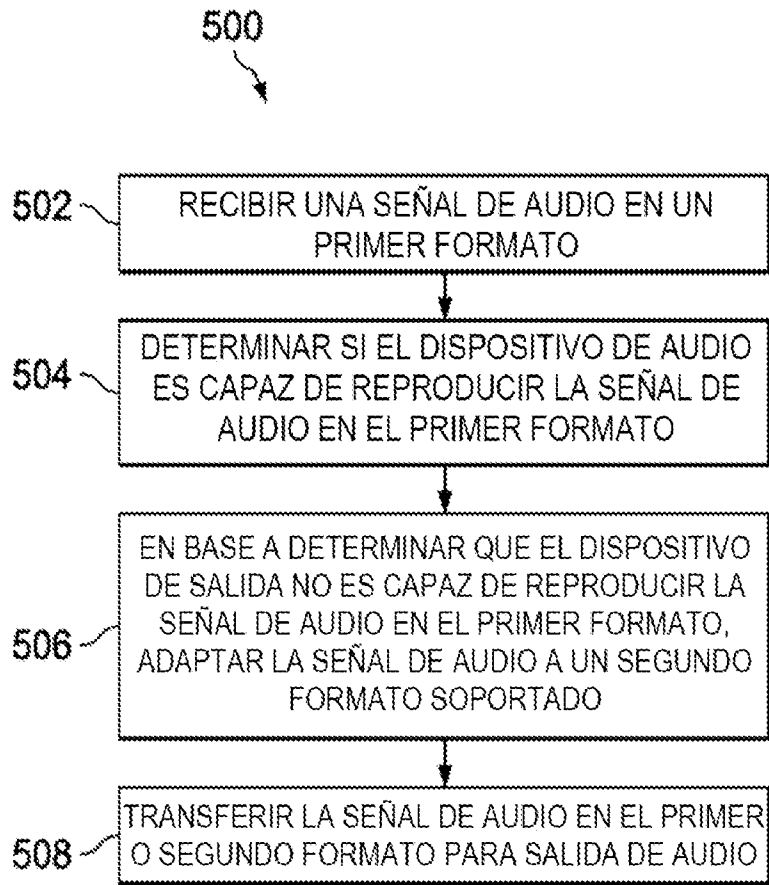 500
502
RECIBIR UNA SEÑAL DE AUDIO EN UN
PRIMER FORMATO
504
DETERMINAR SI EL DISPOSITIVO DE AUDIO
ES CAPAZ DE REPRODUCIR LA SEÑAL DE
AUDIO EN EL PRIMER FORMATO
506
EN BASE A DETERMINAR QUE EL DISPOSITIVO
DE SALIDA NO ES CAPAZ DE REPRODUCIR LA
SEÑAL DE AUDIO EN EL PRIMER FORMATO,
ADAPTAR LA SEÑAL DE AUDIO A UN SEGUNDO
FORMATO SOPORTADO
508
TRANSFERIR LA SEÑAL DE AUDIO EN EL PRIMER
O SEGUNDO FORMATO PARA SALIDA DE AUDIO